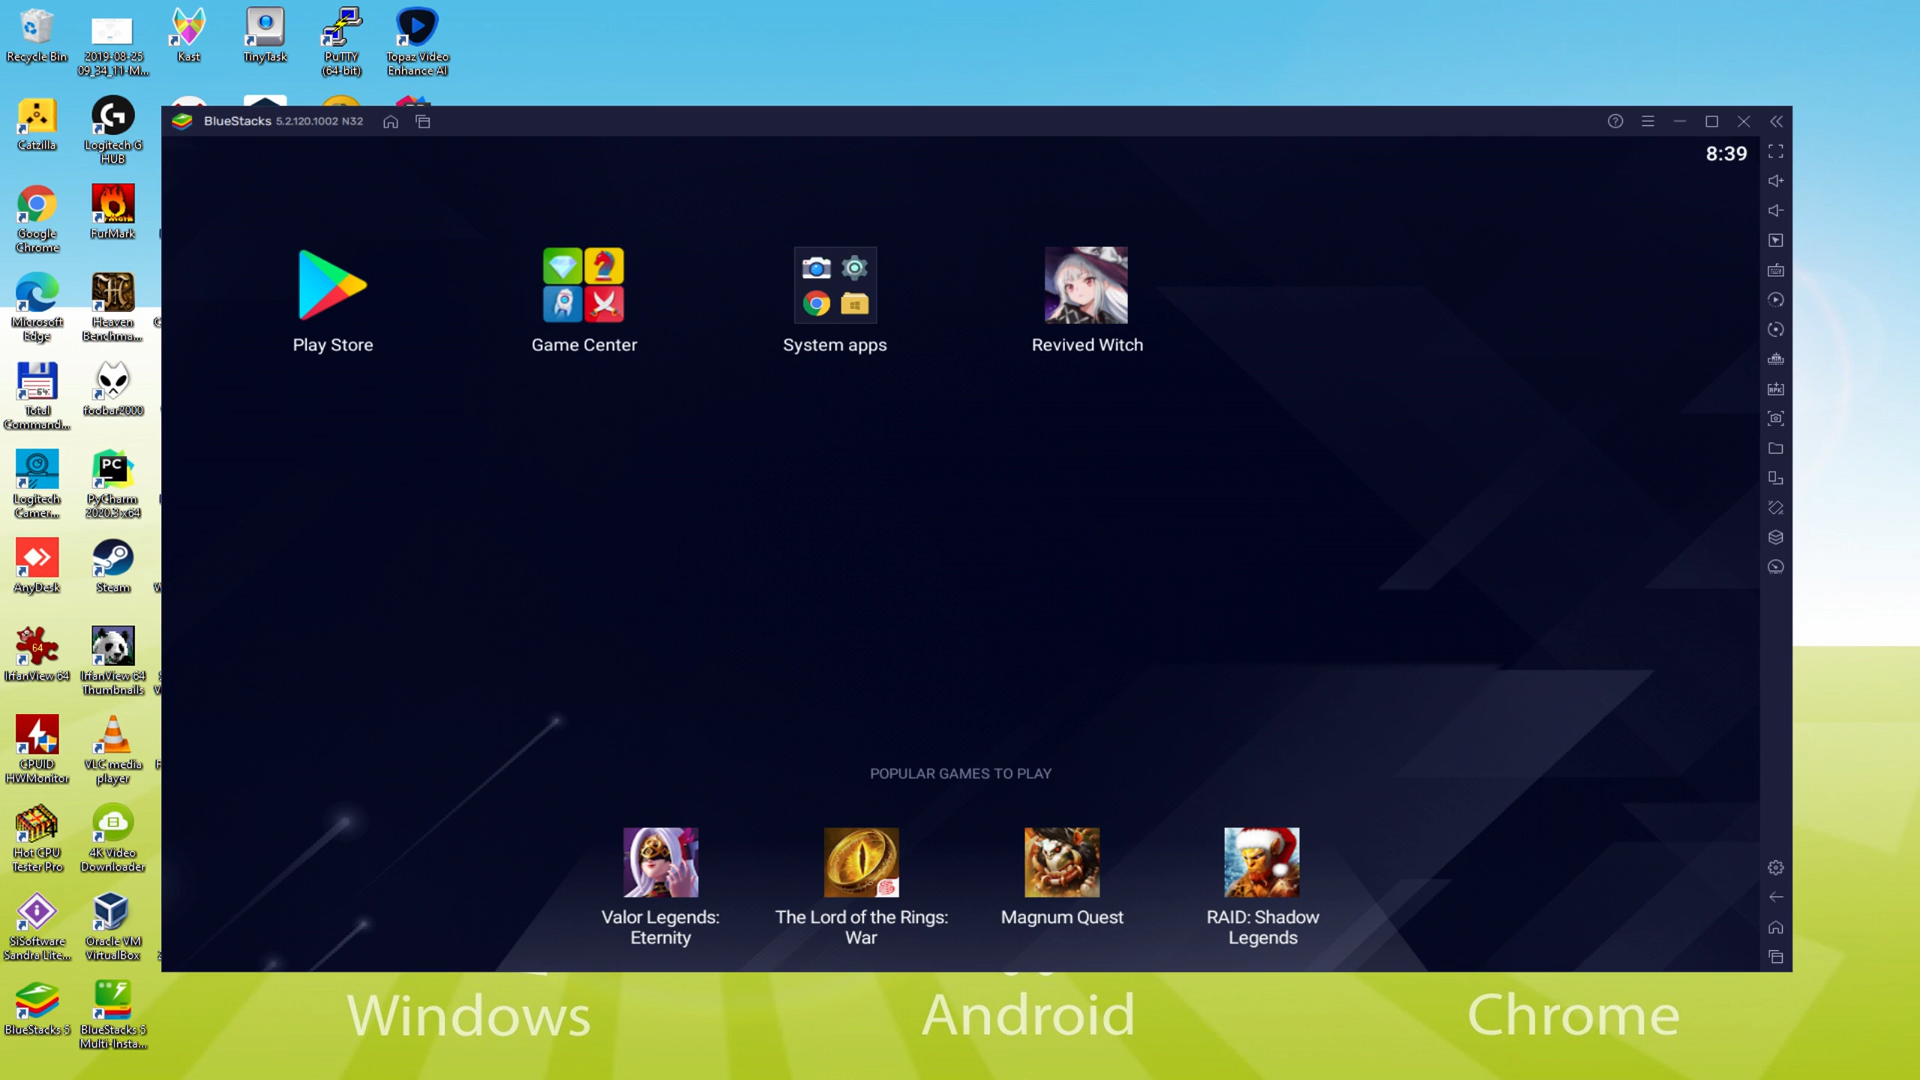 Recycle Bin
2019-08-25
09_34_11-M...
Kast
TinyTask
PuTTY
(64-bit)
Topaz Video
Enhance AI
Catzilla
Logitech G
HUB
Google
Chrome
FurMark
Microsoft
Edge
Heaven
Benchma...
Total
Command...
foobar2000
Logitech
Camer...
PyCharm
2020.3 x64
AnyDesk
Steam
IrfanView 64
IrfanView 64
Thumbnails
CPUID
HWMonitor
VLC media
player
Hot CPU
Tester Pro
4K Video
Downloader
SiSoftware
Sandra Lite...
Oracle VM
VirtualBox
BlueStacks 5
BlueStacks 5
Multi-Insta...
BlueStacks 5.2.120.1002 N32
8:39
Play Store
Game Center
System apps
Revived Witch
POPULAR GAMES TO PLAY
Valor Legends:
Eternity
The Lord of the Rings:
War
Magnum Quest
RAID: Shadow
Legends
Windows
Android
Chrome